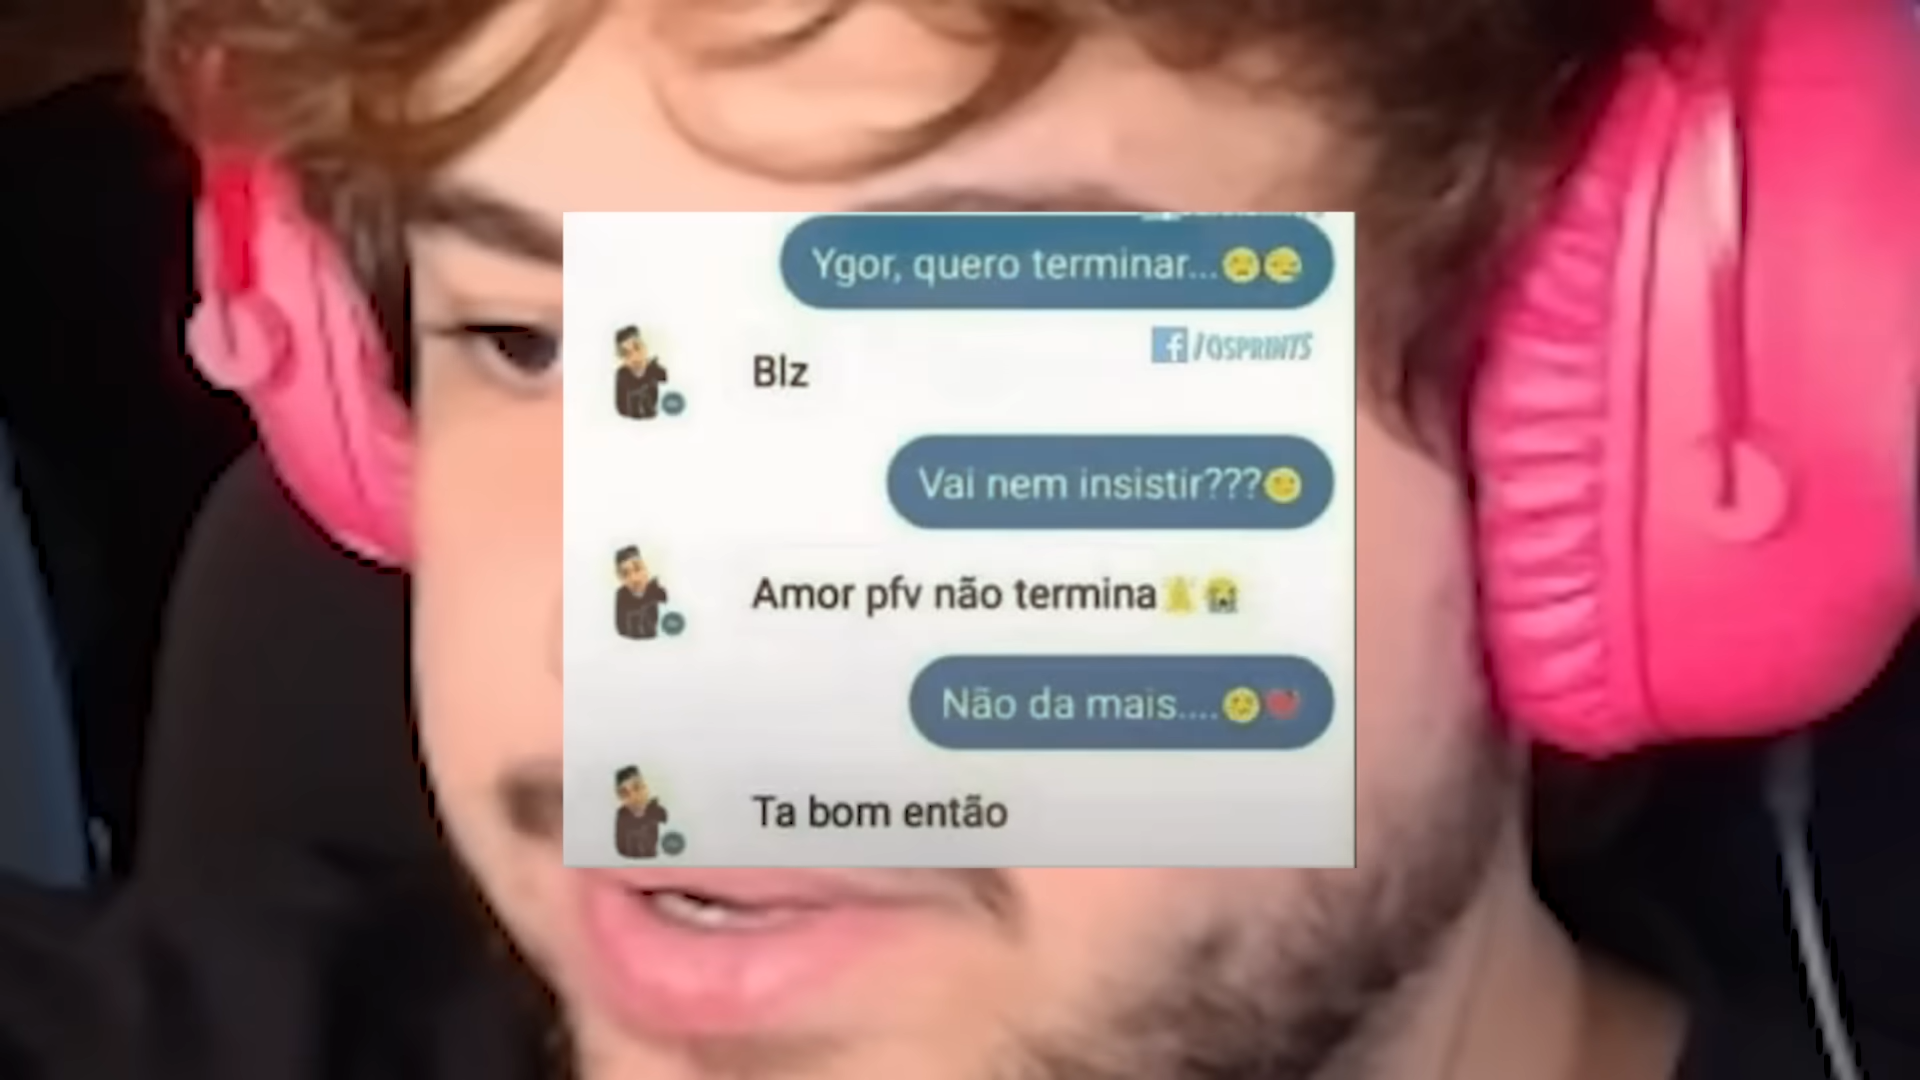 Ygor, quero terminar...
/OSPRINTS
Blz
Vai nem insistir???
Amor pfv não termina
Não da mais....
Ta bom então